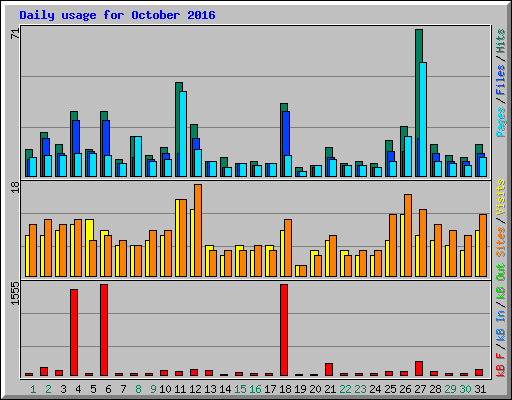 Daily usage for October 2016
71
Pages/Files/Hits
18
Sites/Visits
1555
kB F/kB In/kB Out
1 2 3 4 5 6 7 8 9 10 11 12 13 14 15 16 17 18 19 20 21 22 23 24 25 26 27 28 29 30 31